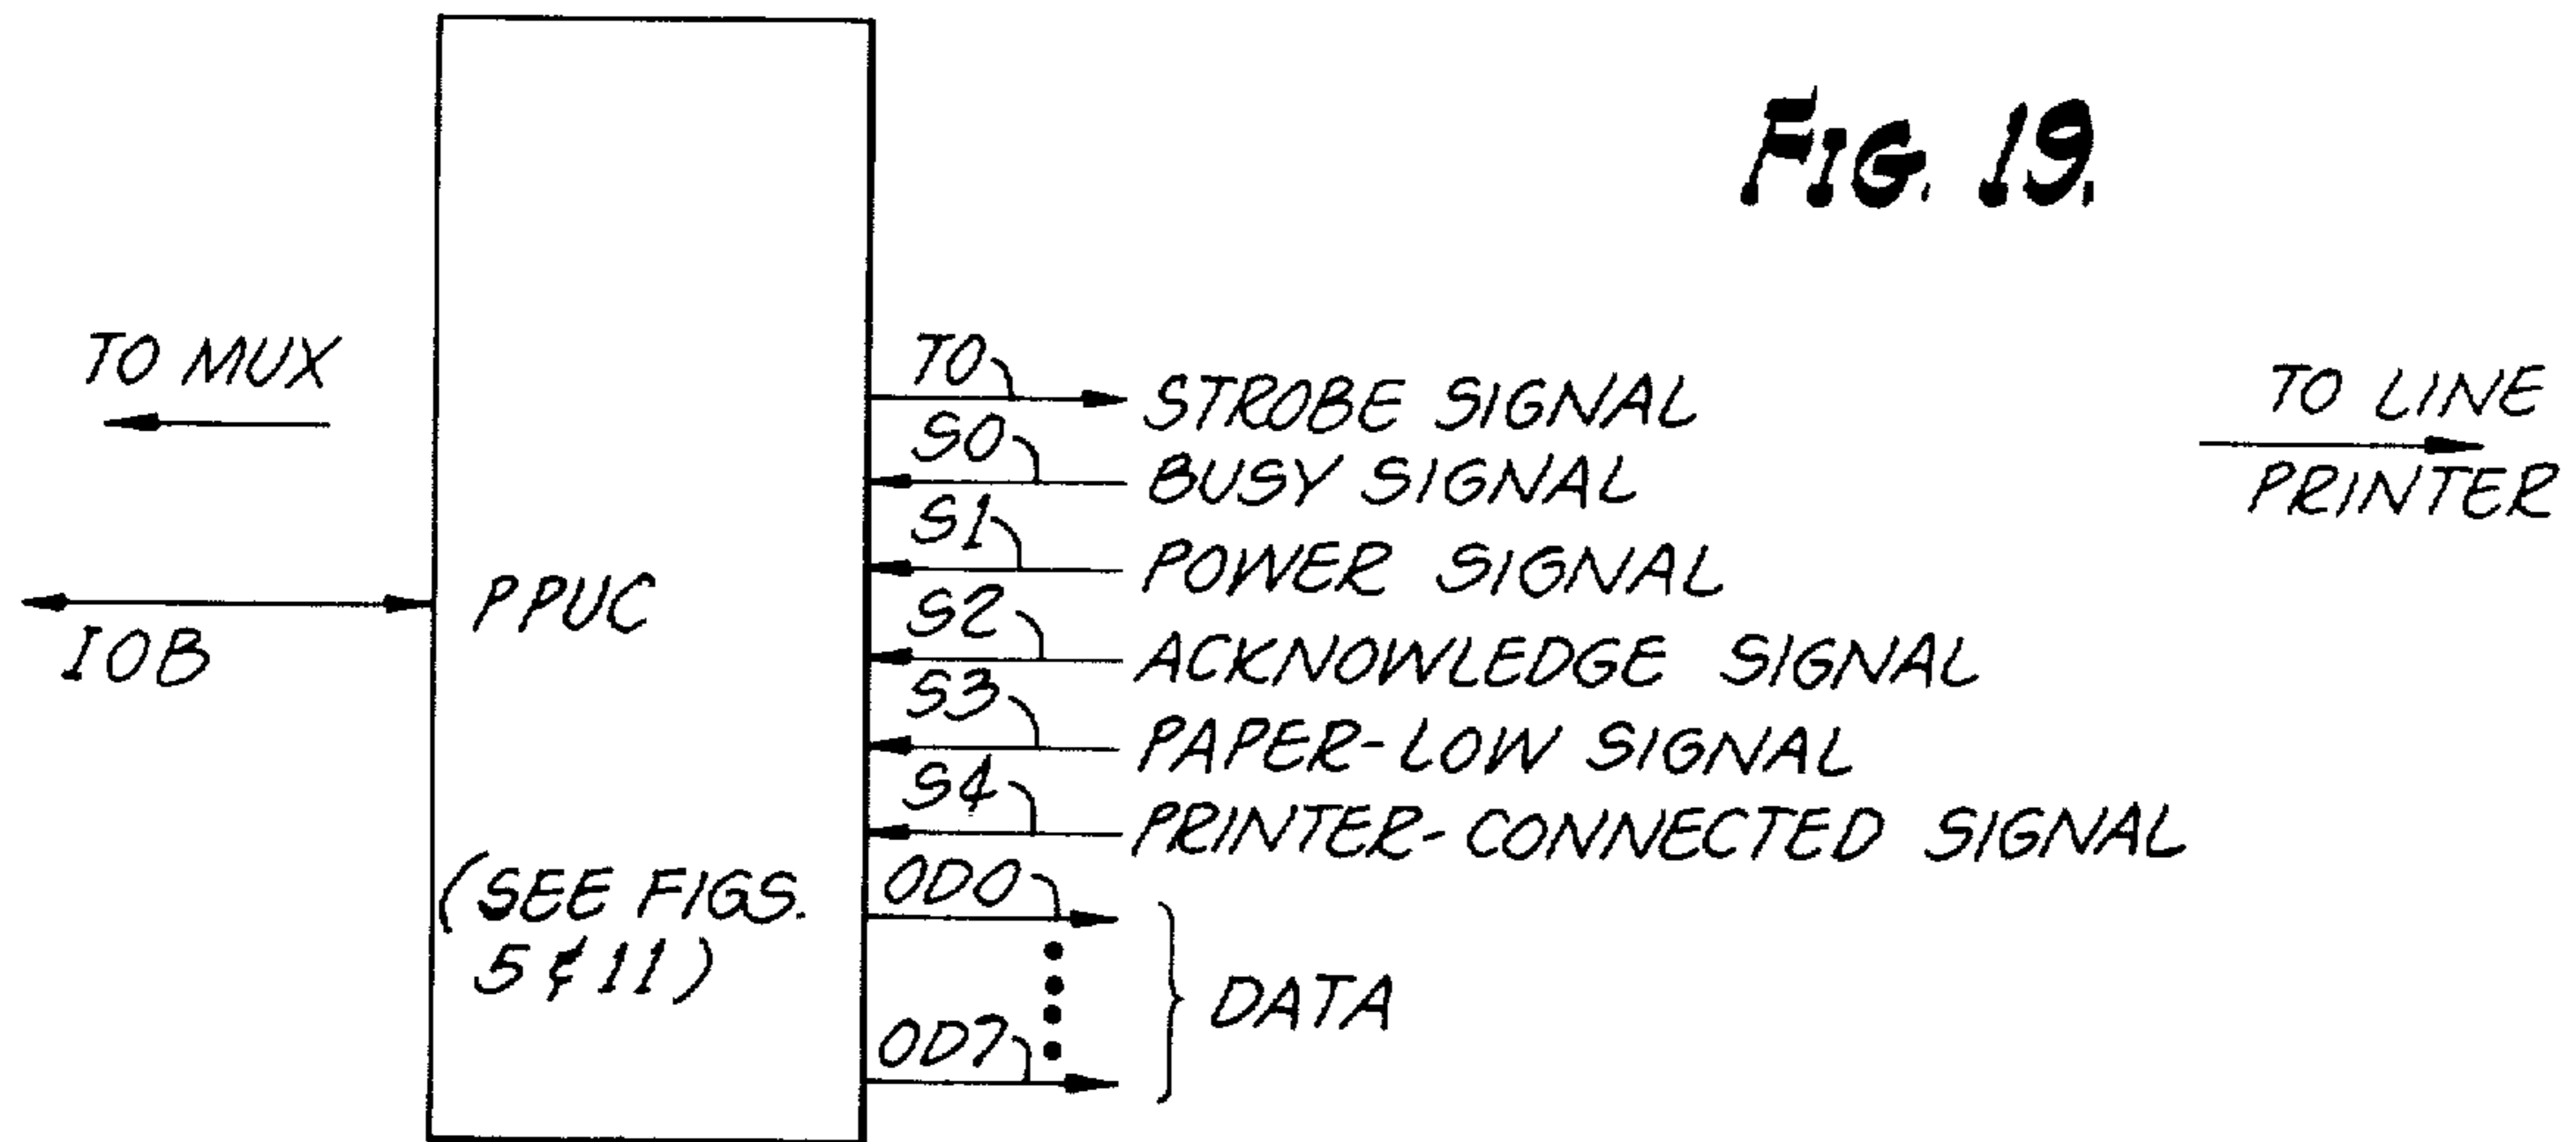 FIG. 19.
TO MUX
IOB
PPUC
(SEE FIGS.
5 & 11)
T0
STROBE SIGNAL
S0
BUSY SIGNAL
S1
POWER SIGNAL
S2
ACKNOWLEDGE SIGNAL
S3
PAPER-LOW SIGNAL
S4
PRINTER-CONNECTED SIGNAL
OD0
OD7
DATA
TO LINE
PRINTER